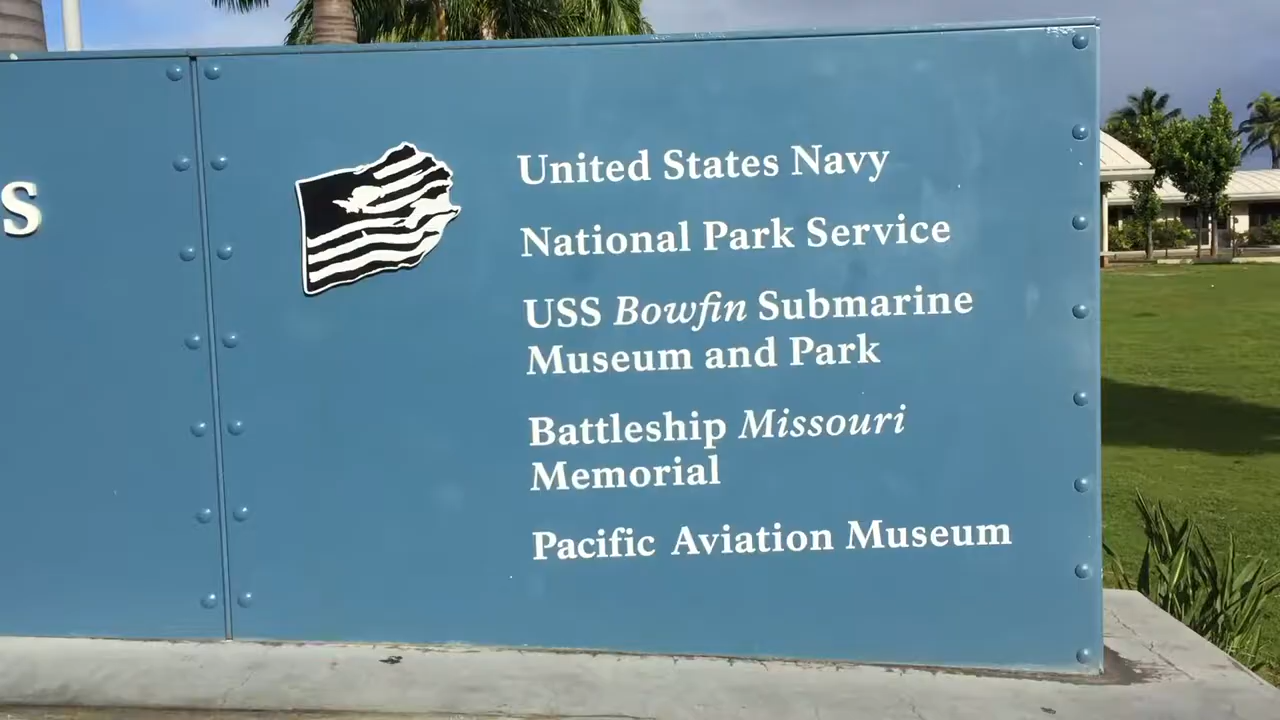 s
United States Navy
National Park Service
USS Bowfin Submarine
Museum and Park
Battleship Missouri
Memorial
Pacific Aviation Museum